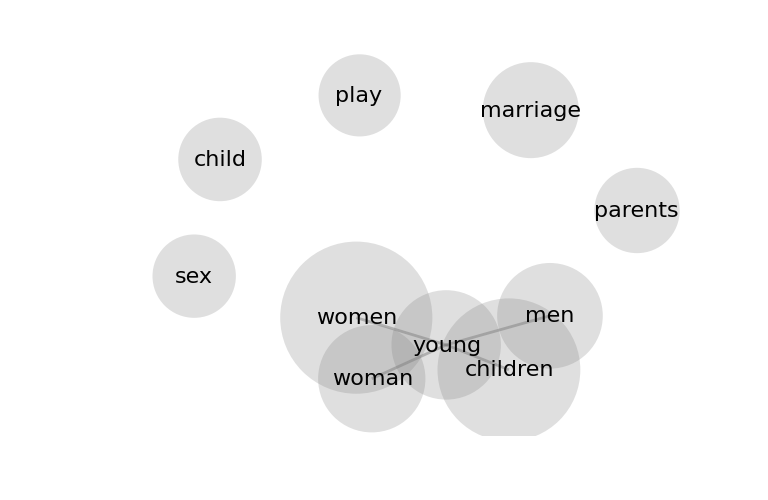 play
marriage
child
parents
sex
women
men
young
children
woman